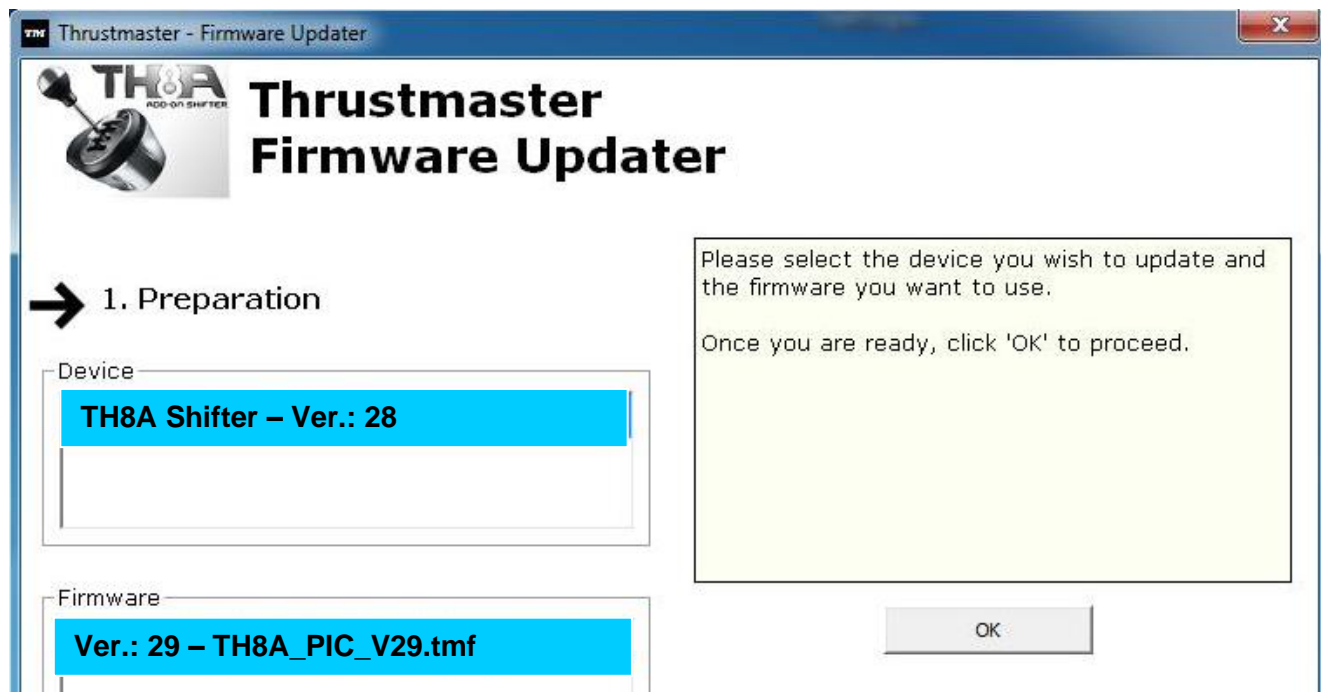 TM Thrustmaster - Firmware Updater
x
TH8A
ADD-ON SHIFTER
Thrustmaster
Firmware Updater
1. Preparation
Please select the device you wish to update and
the firmware you want to use.
Once you are ready, click 'OK' to proceed.
Device
TH8A Shifter – Ver.: 28
Firmware
Ver.: 29 – TH8A_PIC_V29.tmf
OK